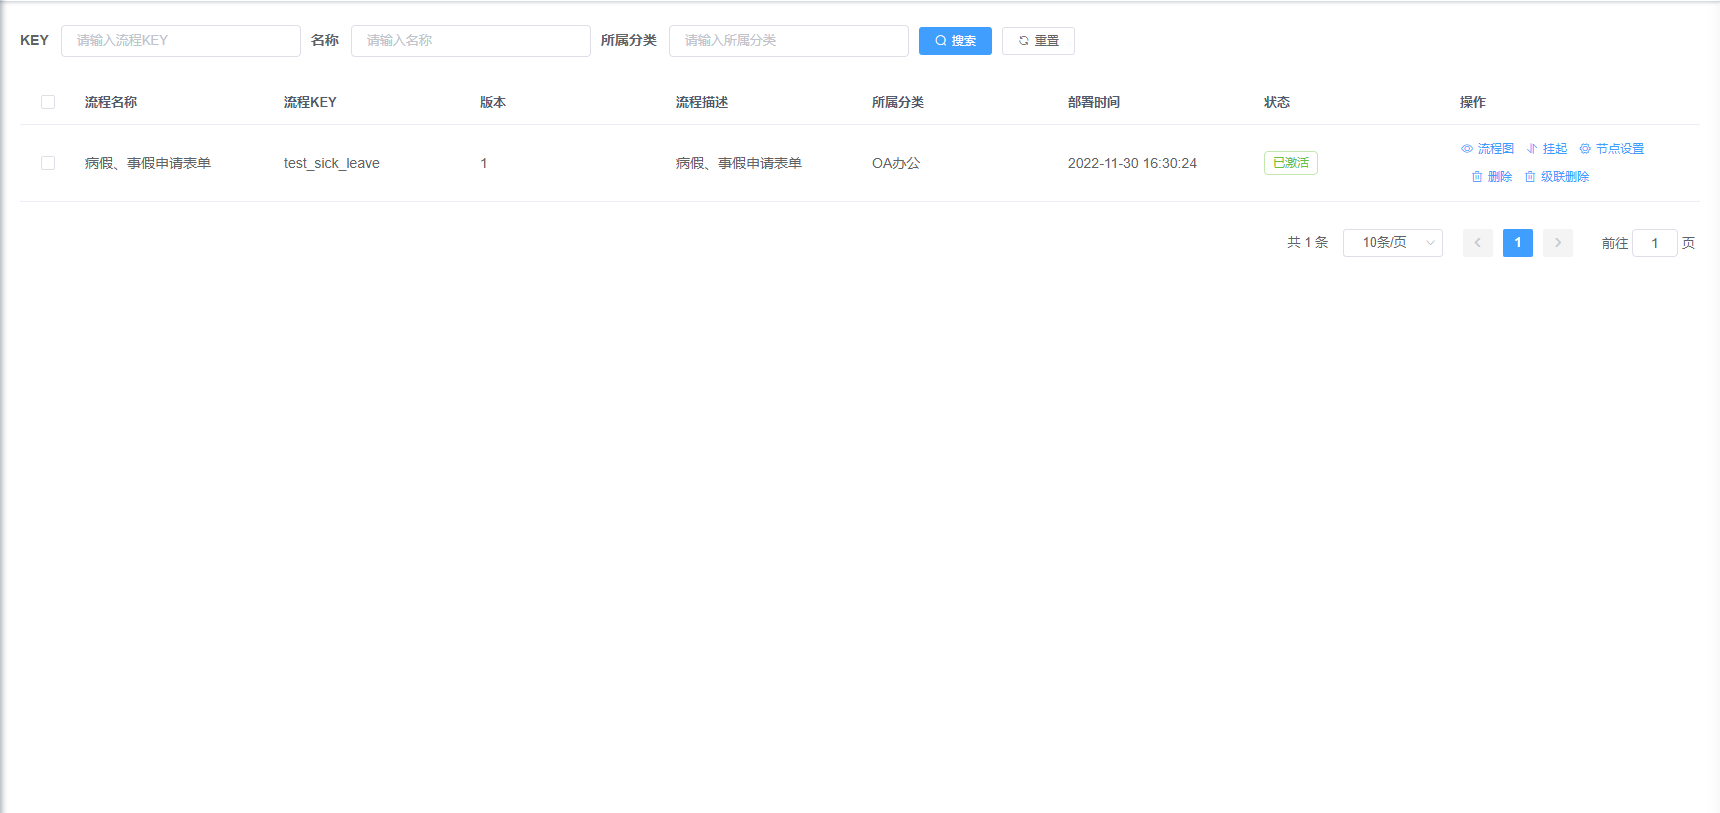 KEY 请输入流程KEY 名称 请输入名称 所属分类 请输入所属分类 搜索 重置
流程名称 流程KEY 版本 流程描述 所属分类 部署时间 状态 操作
病假、事假申请表单 test_sick_leave 1 病假、事假申请表单 OA办公 2022-11-30 16:30:24 已激活 流程图 挂起 节点设置
删除 级联删除
共 1 条 10条/页 1 前往 1 页